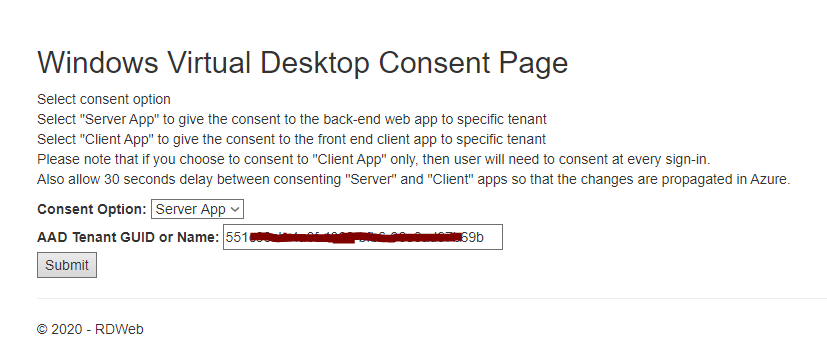 Windows Virtual Desktop Consent Page
Select consent option
Select "Server App" to give the consent to the back-end web app to specific tenant
Select "Client App" to give the consent to the front end client app to specific tenant
Please note that if you choose to consent to "Client App" only, then user will need to consent at every sign-in.
Also allow 30 seconds delay between consenting "Server" and "Client" apps so that the changes are propagated in Azure.
Consent Option: Server App
AAD Tenant GUID or Name:
Submit
© 2020 - RDWeb